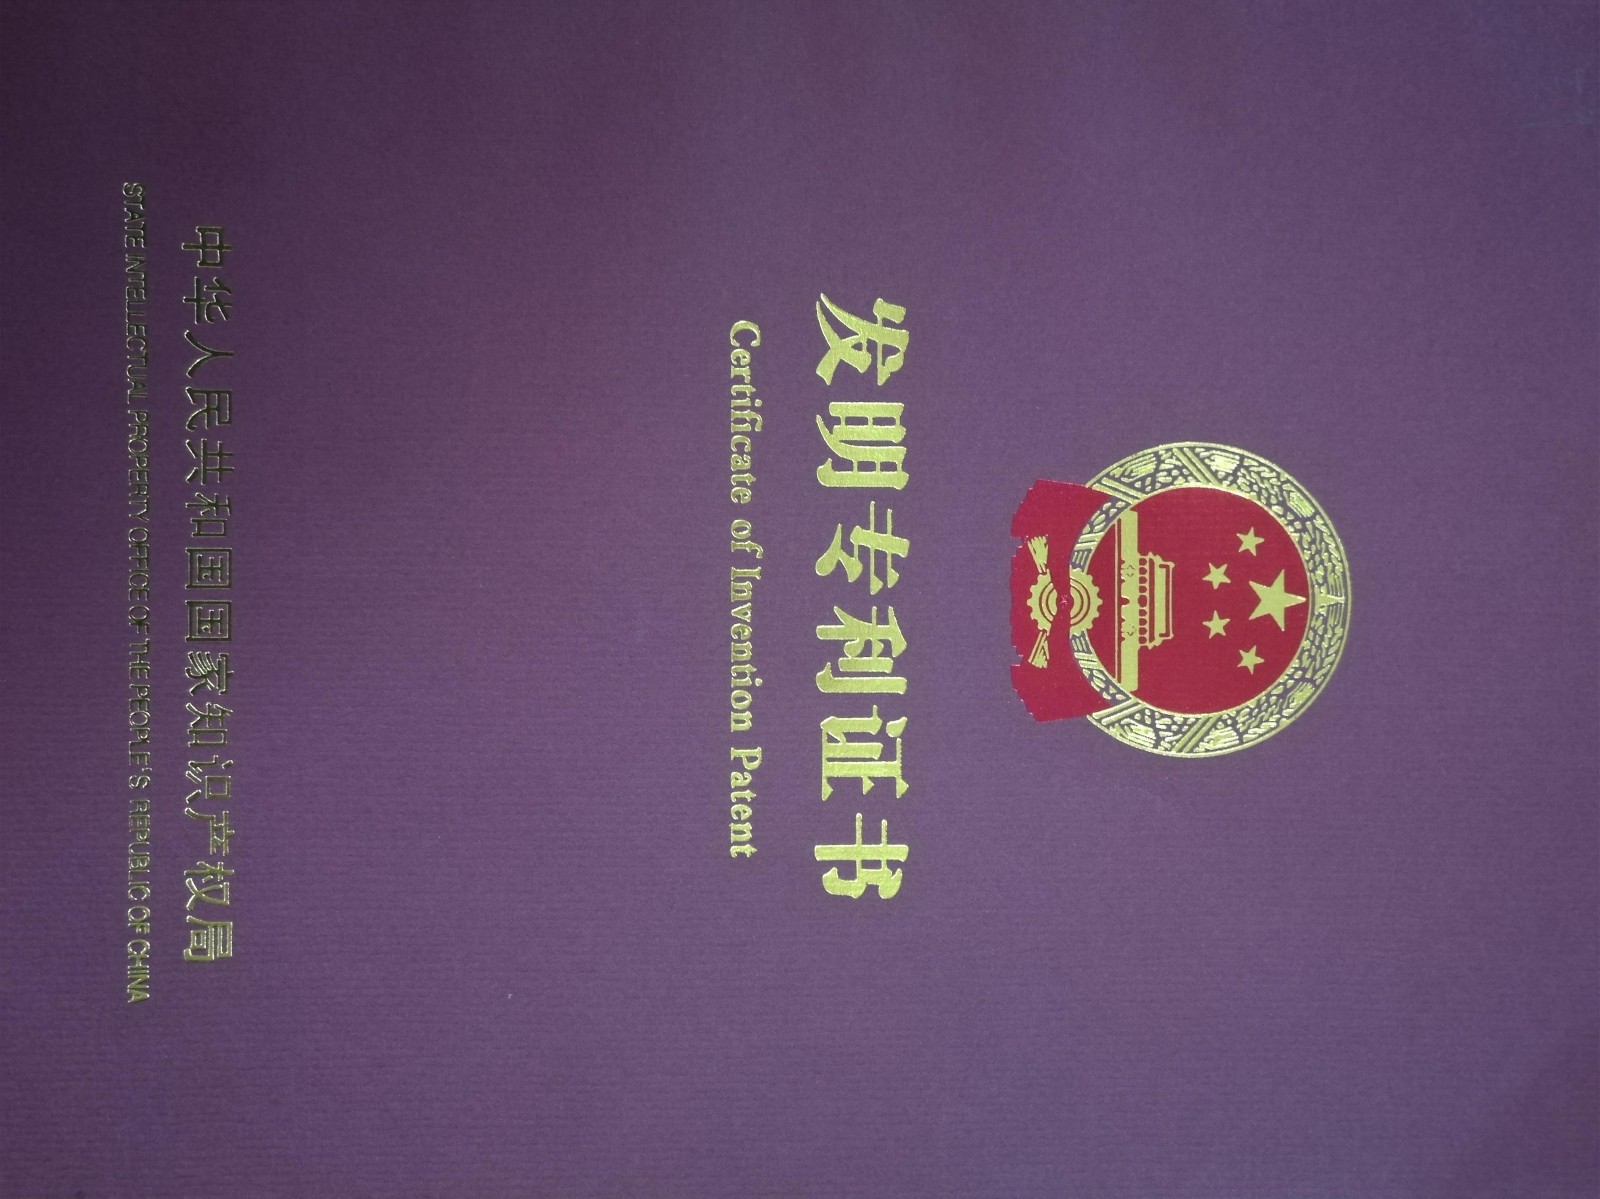 发明专利证书
Certificate of Invention Patent
中华人民共和国国家知识产权局
STATE INTELLECTUAL PROPERTY OFFICE OF THE PEOPLE'S REPUBLIC OF CHINA